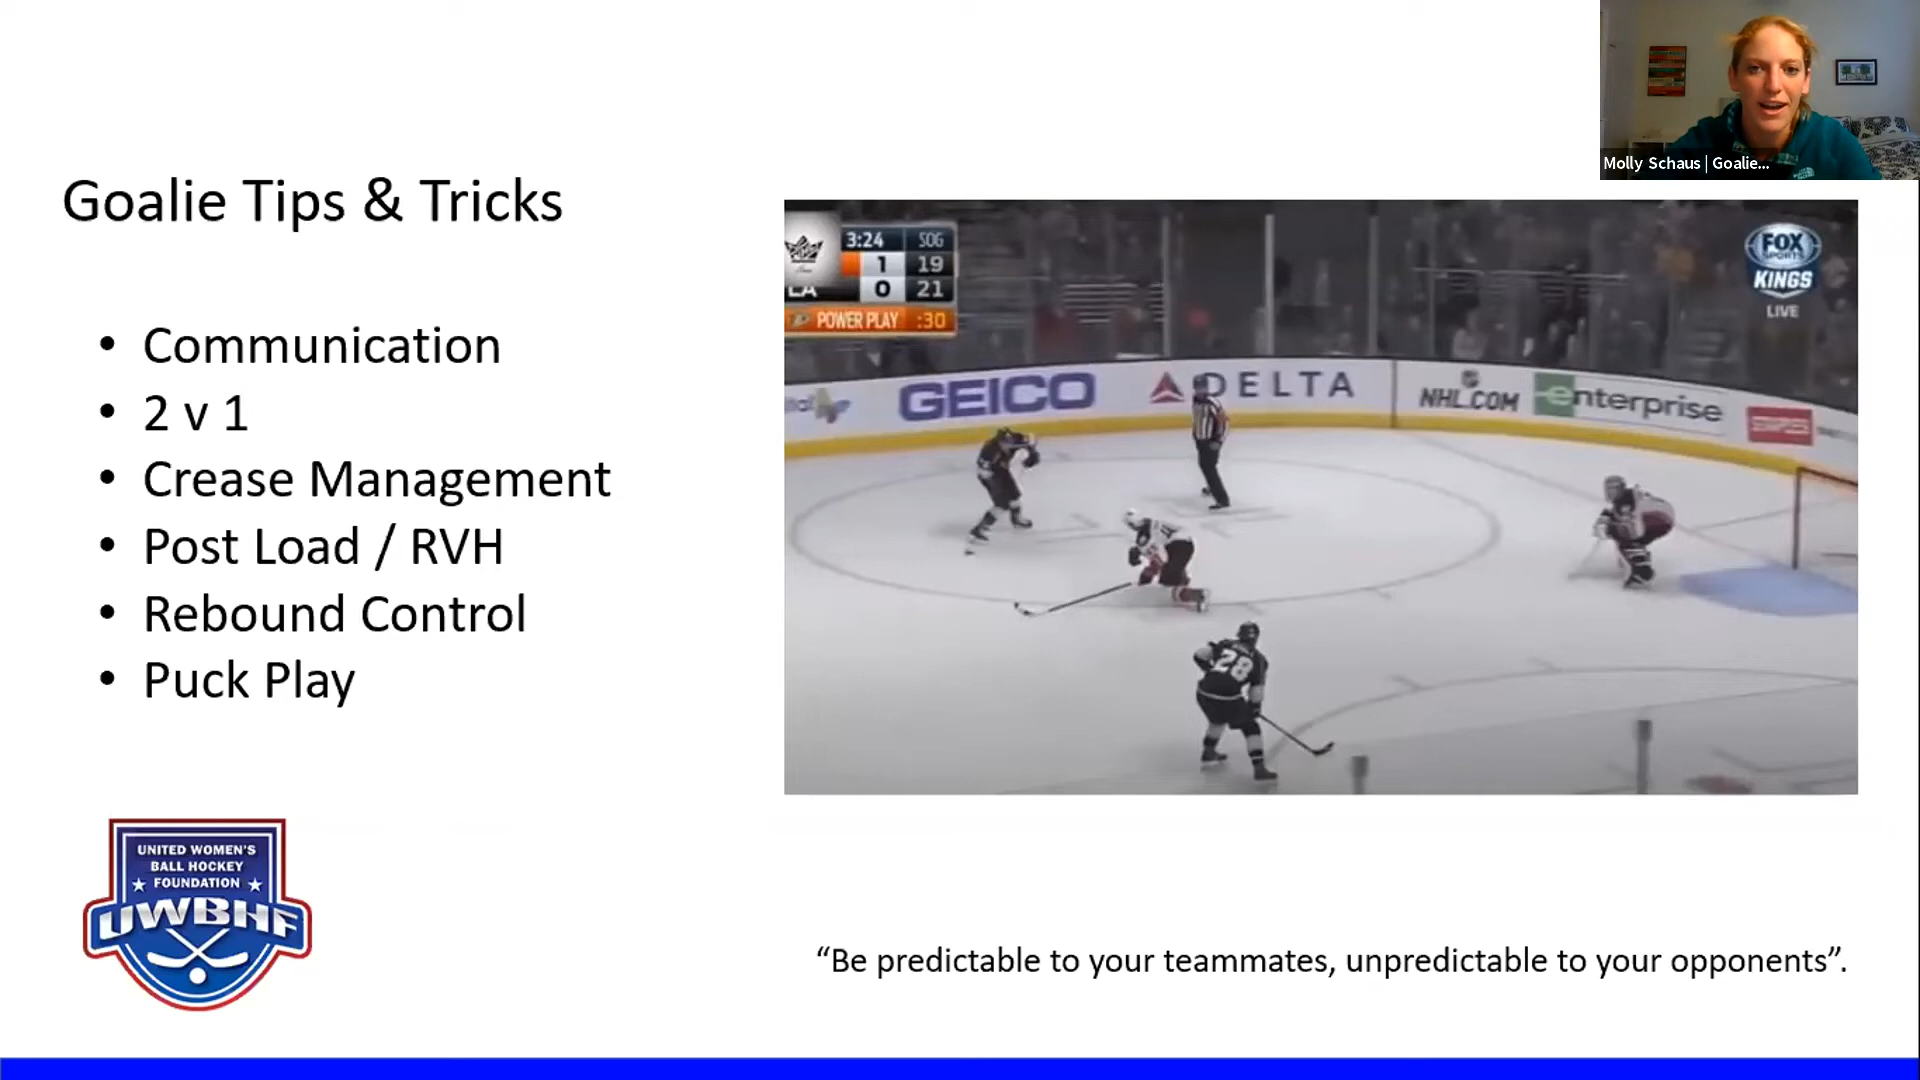 Molly Schaus | Goalie...
Goalie Tips & Tricks
• Communication
• 2 v 1
• Crease Management
• Post Load / RVH
• Rebound Control
• Puck Play
3:24 SOG
1 19
LA 0 21
POWER PLAY :30
FOX
SPORTS
KINGS
LIVE
GEICO
DELTA
NHL.COM
enterprise
STAPLES
28
UNITED WOMEN'S
BALL HOCKEY
FOUNDATION
UWBHF
“Be predictable to your teammates, unpredictable to your opponents”.